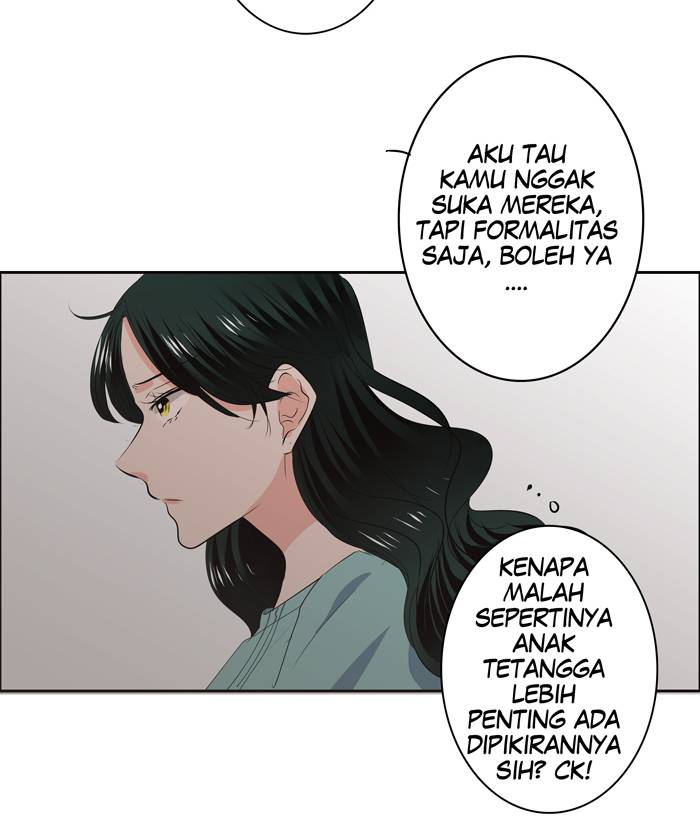 AKU TAU
KAMU NGGAK
SUKA MEREKA,
TAPI FORMALITAS
SAJA, BOLEH YA
....
KENAPA
MALAH
SEPERTINYA
ANAK
TETANGGA
LEBIH
PENTING ADA
DIPIKIRANNYA
SIH? CK!